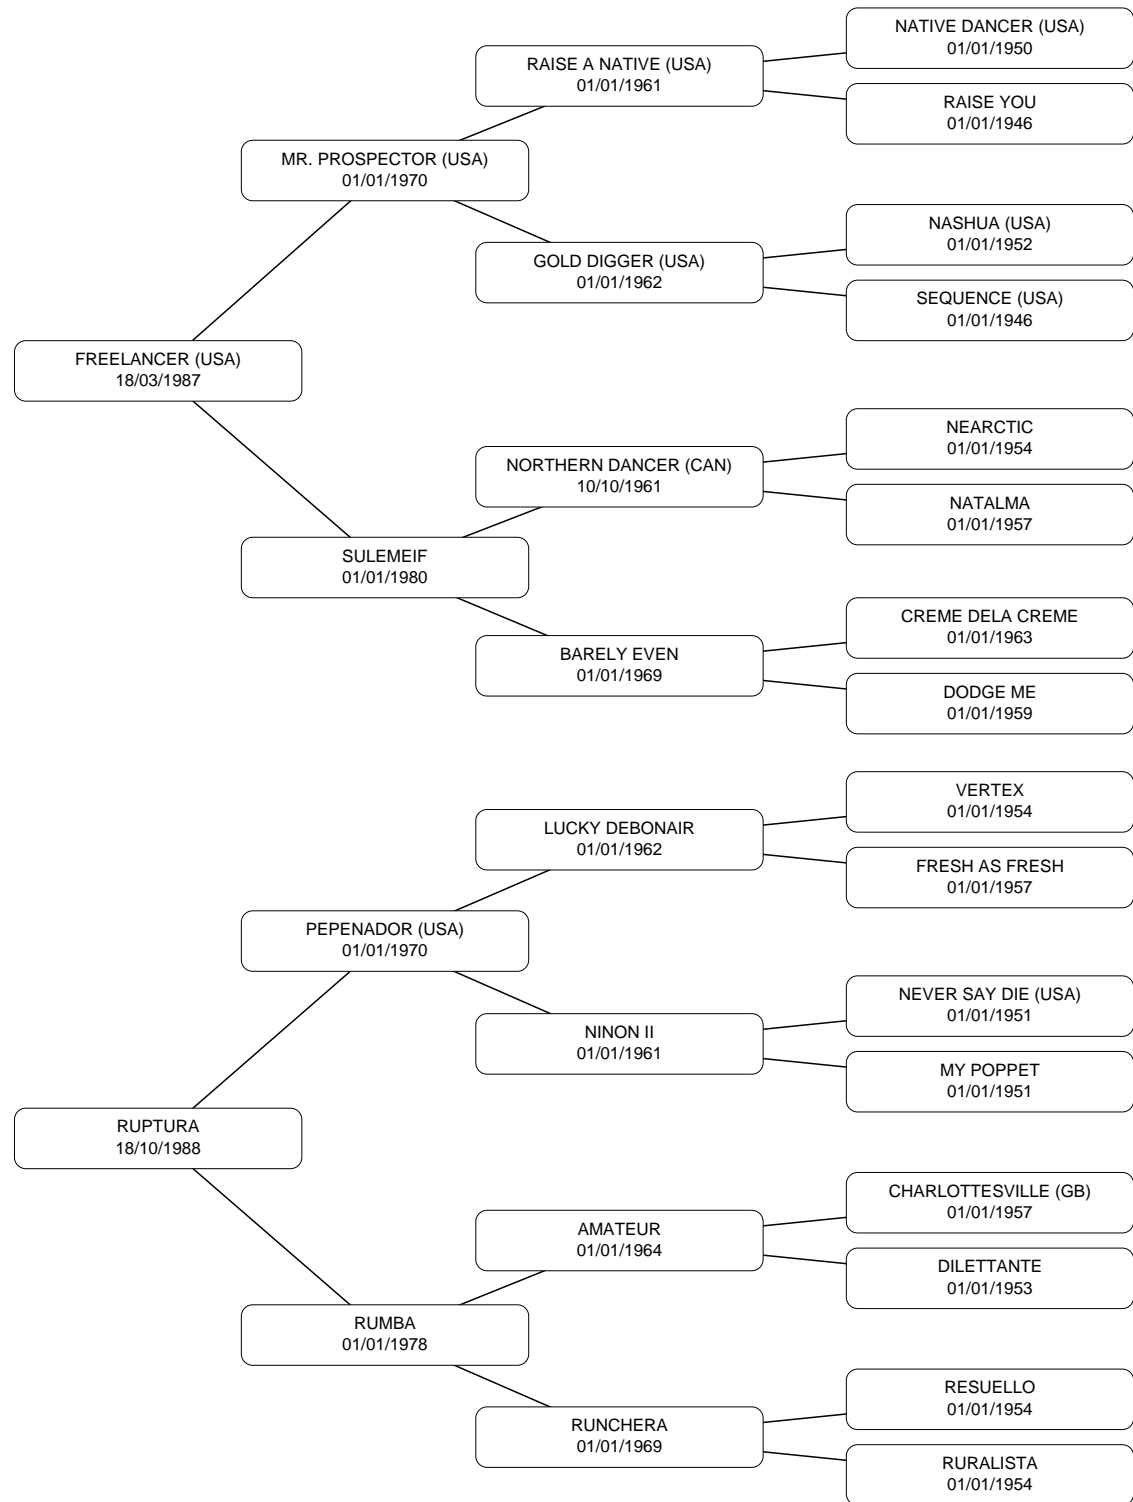 NATIVE DANCER (USA)
01/01/1950
RAISE A NATIVE (USA)
01/01/1961
RAISE YOU
01/01/1946
MR. PROSPECTOR (USA)
01/01/1970
NASHUA (USA)
01/01/1952
GOLD DIGGER (USA)
01/01/1962
SEQUENCE (USA)
01/01/1946
FREELANCER (USA)
18/03/1987
NEARCTIC
01/01/1954
NORTHERN DANCER (CAN)
10/10/1961
NATALMA
01/01/1957
SULEMEIF
01/01/1980
CREME DELA CREME
01/01/1963
BARELY EVEN
01/01/1969
DODGE ME
01/01/1959
VERTEX
01/01/1954
LUCKY DEBONAIR
01/01/1962
FRESH AS FRESH
01/01/1957
PEPENADOR (USA)
01/01/1970
NEVER SAY DIE (USA)
01/01/1951
NINON II
01/01/1961
MY POPPET
01/01/1951
RUPTURA
18/10/1988
CHARLOTTESVILLE (GB)
01/01/1957
AMATEUR
01/01/1964
DILETTANTE
01/01/1953
RUMBA
01/01/1978
RESUELLO
01/01/1954
RUNCHERA
01/01/1969
RURALISTA
01/01/1954